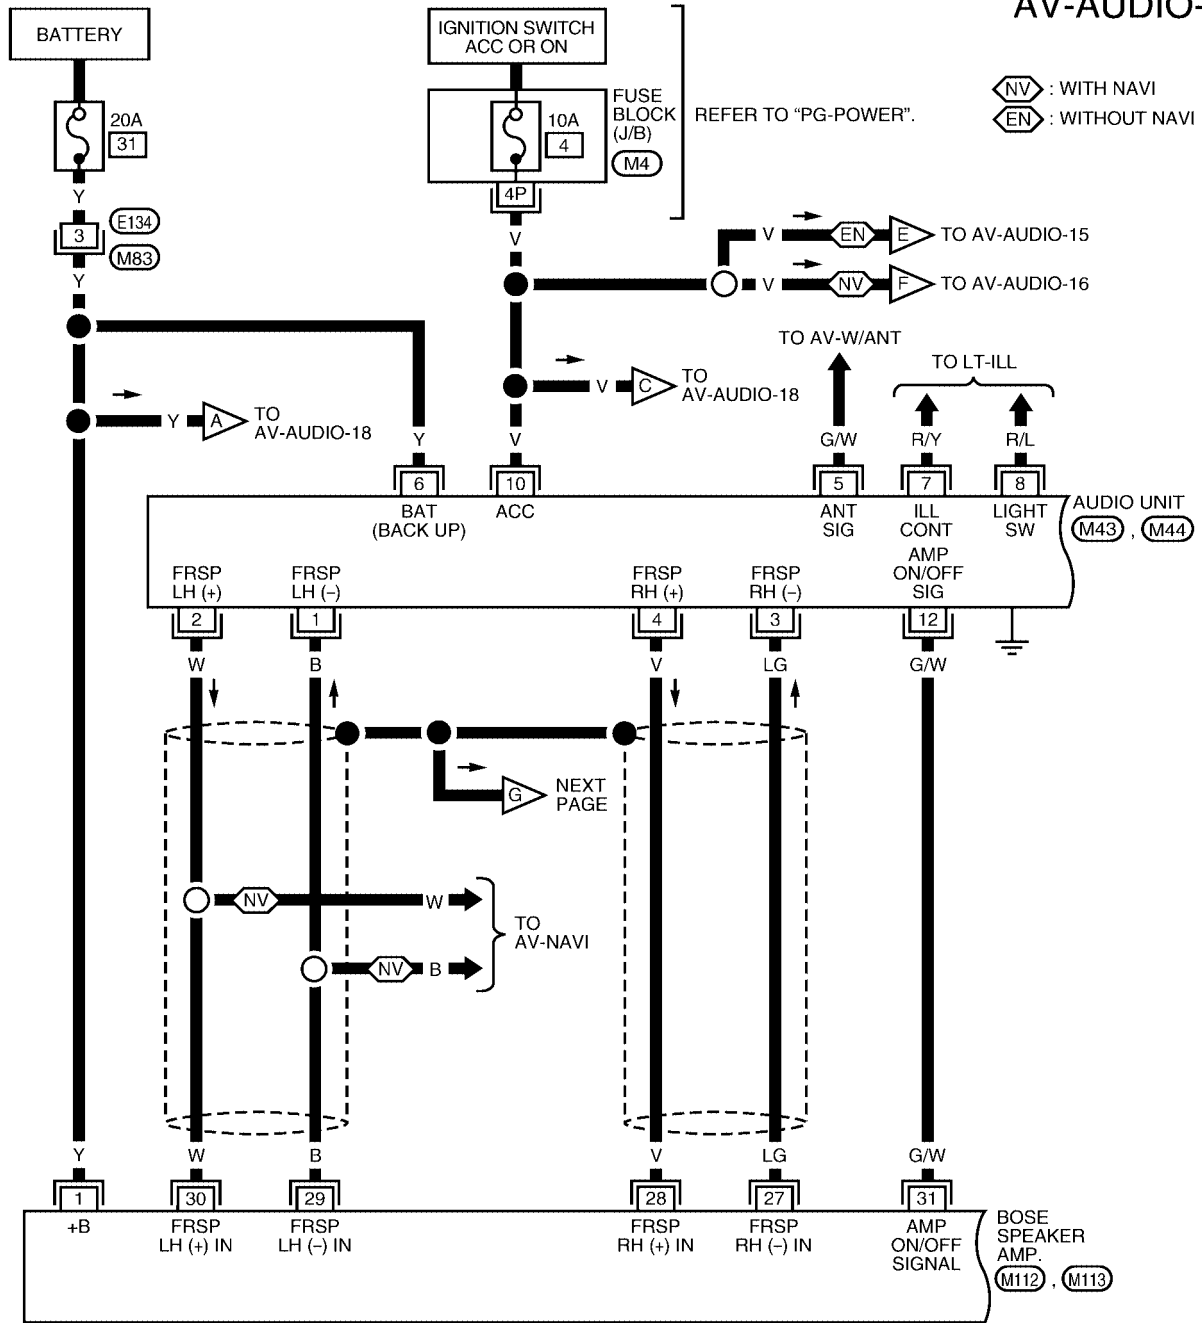 AV-AUDIO-
BATTERY
IGNITION SWITCH
ACC OR ON
NV : WITH NAVI
EN : WITHOUT NAVI
20A
31
10A
4
FUSE
BLOCK
(J/B)
M4
REFER TO “PG-POWER”.
4P
Y
3
E134
M83
Y
V
V EN E TO AV-AUDIO-15
V NV F TO AV-AUDIO-16
TO AV-W/ANT
TO LT-ILL
V C TO
AV-AUDIO-18
Y A TO
AV-AUDIO-18
Y
V
G/W
R/Y
R/L
6
10
5
7
8
BAT
(BACK UP)
ACC
ANT
SIG
ILL
CONT
LIGHT
SW
AUDIO UNIT
M43 , M44
FRSP
LH (+)
FRSP
LH (–)
FRSP
RH (+)
FRSP
RH (–)
AMP
ON/OFF
SIG
2
1
4
3
12
W
B
V
LG
G/W
G NEXT
PAGE
NV W
NV B
TO
AV-NAVI
Y
W
B
V
LG
G/W
1
30
29
28
27
31
+B
FRSP
LH (+) IN
FRSP
LH (–) IN
FRSP
RH (+) IN
FRSP
RH (–) IN
AMP
ON/OFF
SIGNAL
BOSE
SPEAKER
AMP.
M112 , M113